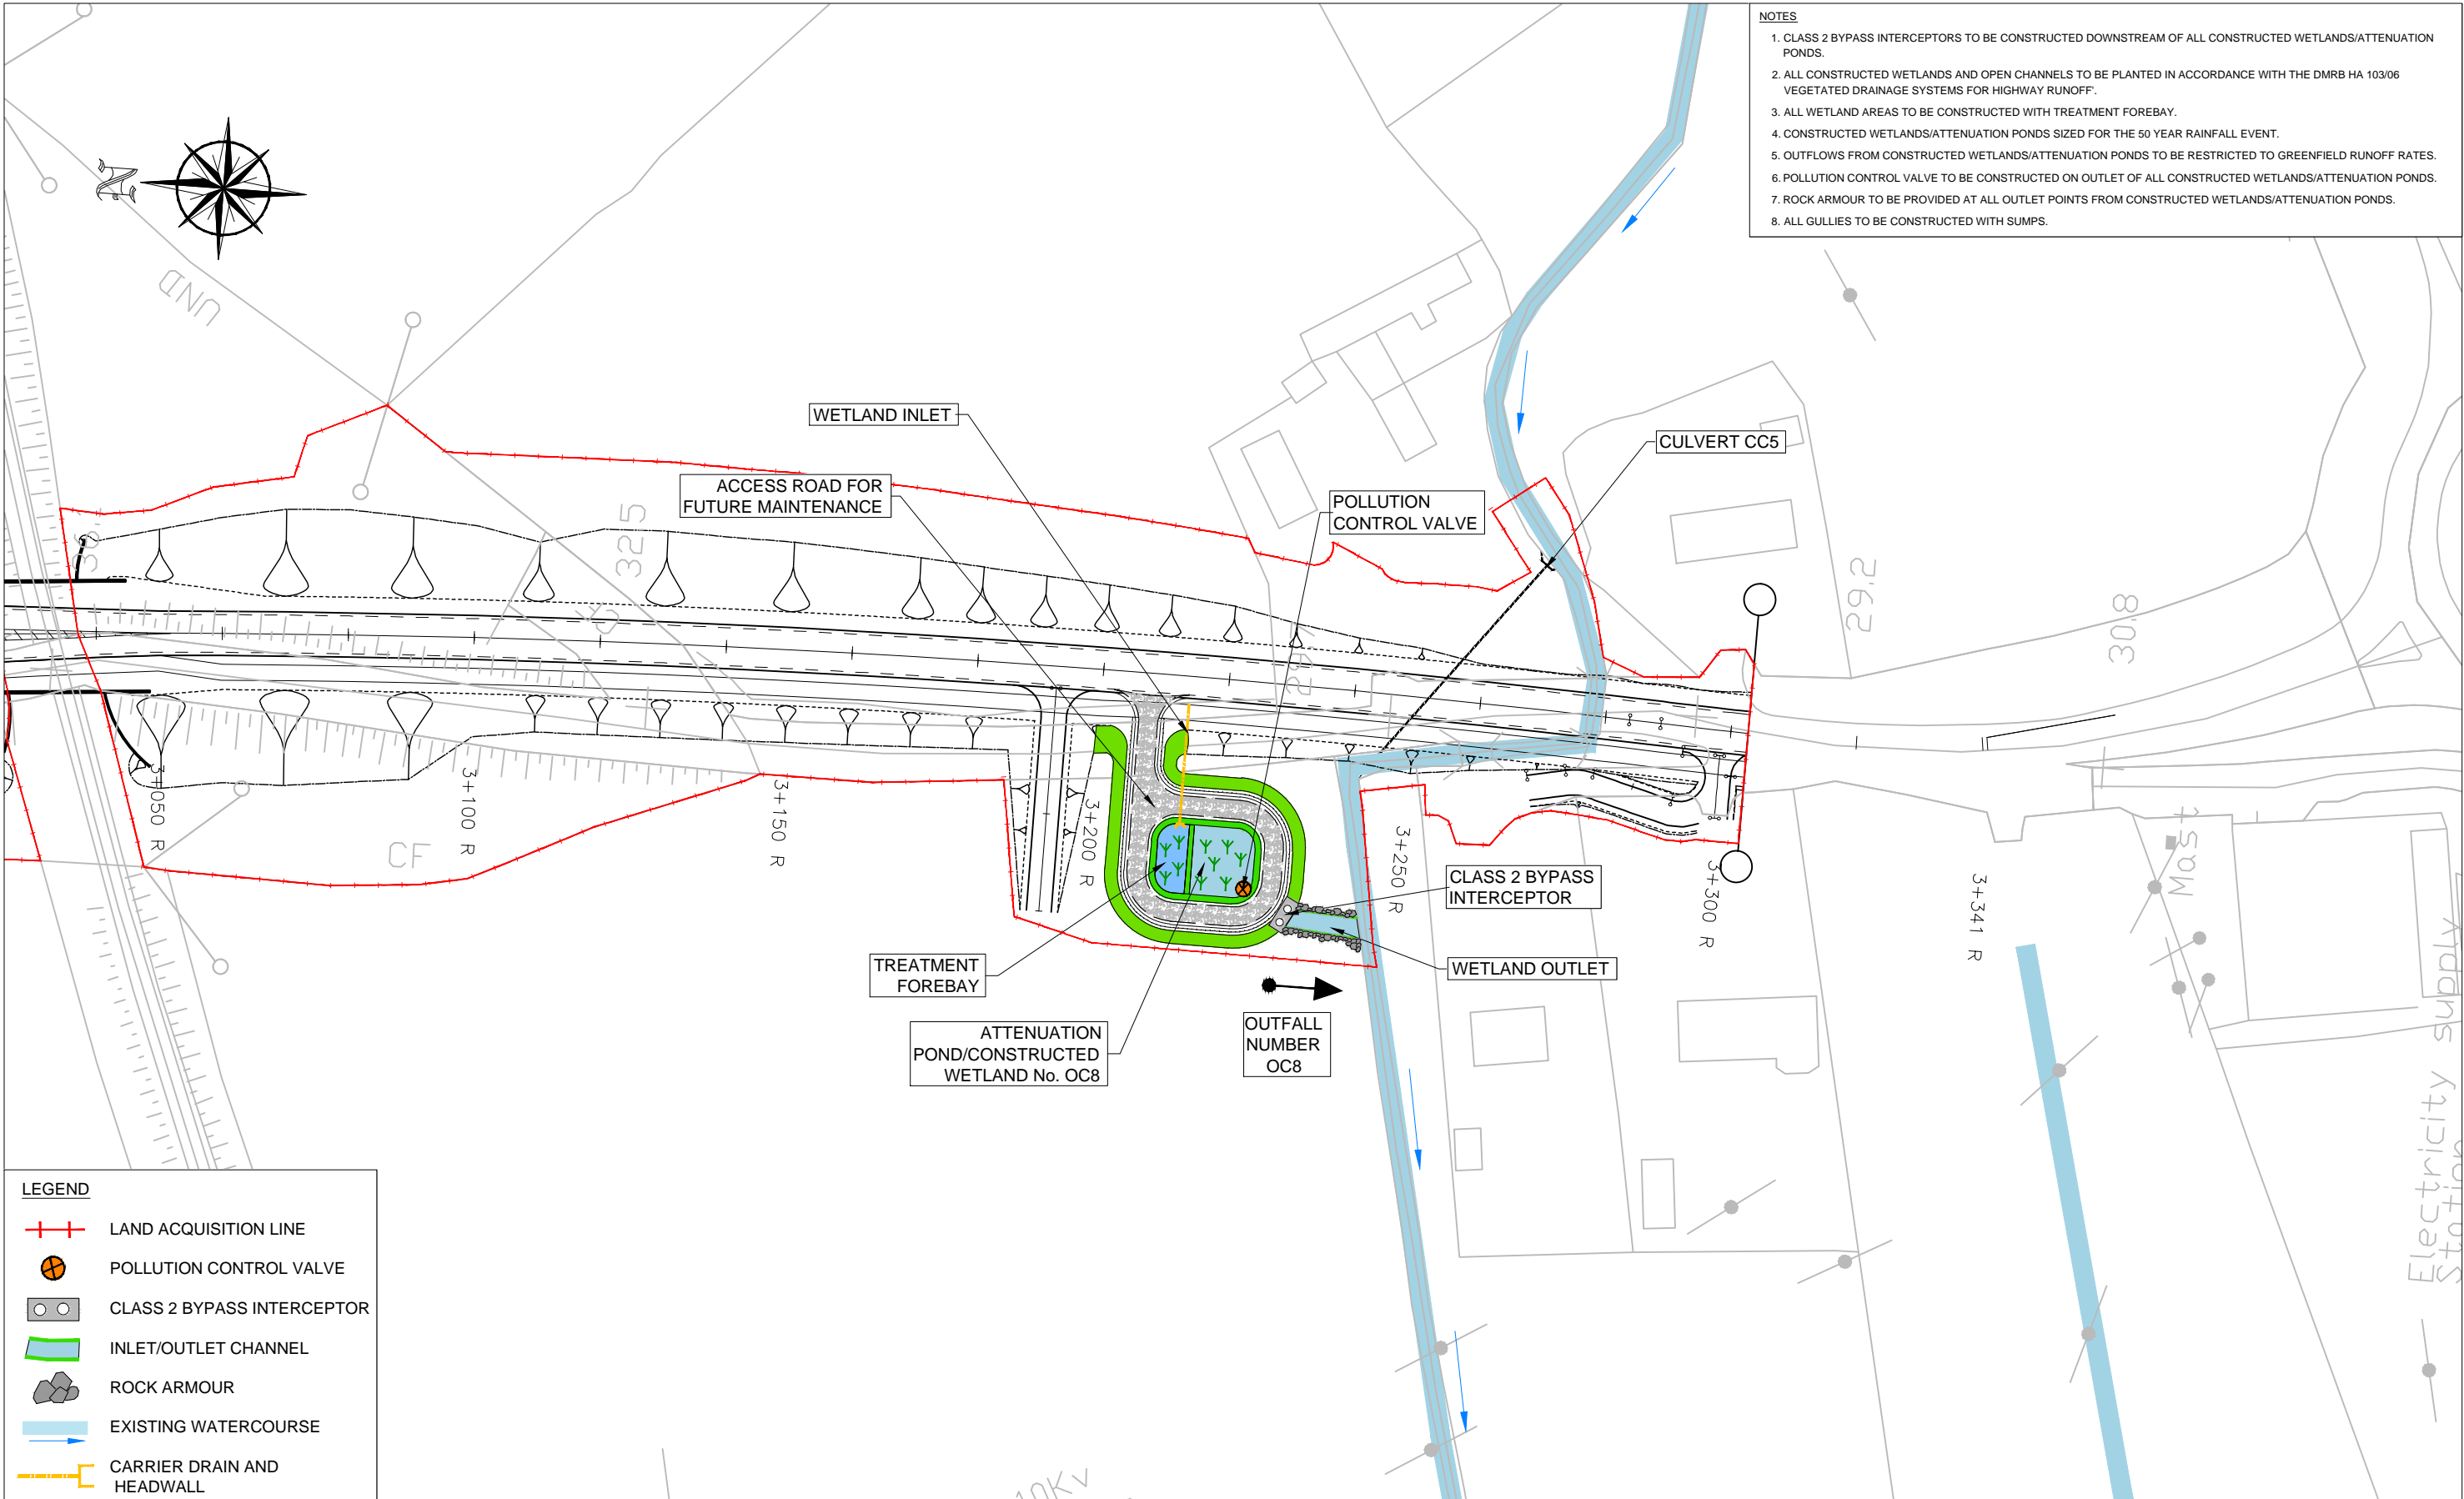 NOTES
1. CLASS 2 BYPASS INTERCEPTORS TO BE CONSTRUCTED DOWNSTREAM OF ALL CONSTRUCTED WETLANDS/ATTENUATION
PONDS.
2. ALL CONSTRUCTED WETLANDS AND OPEN CHANNELS TO BE PLANTED IN ACCORDANCE WITH THE DMRB HA 103/06
VEGETATED DRAINAGE SYSTEMS FOR HIGHWAY RUNOFF'.
3. ALL WETLAND AREAS TO BE CONSTRUCTED WITH TREATMENT FOREBAY.
4. CONSTRUCTED WETLANDS/ATTENUATION PONDS SIZED FOR THE 50 YEAR RAINFALL EVENT.
5. OUTFLOWS FROM CONSTRUCTED WETLANDS/ATTENUATION PONDS TO BE RESTRICTED TO GREENFIELD RUNOFF RATES.
6. POLLUTION CONTROL VALVE TO BE CONSTRUCTED ON OUTLET OF ALL CONSTRUCTED WETLANDS/ATTENUATION PONDS.
7. ROCK ARMOUR TO BE PROVIDED AT ALL OUTLET POINTS FROM CONSTRUCTED WETLANDS/ATTENUATION PONDS.
8. ALL GULLIES TO BE CONSTRUCTED WITH SUMPS.
N
UND
WETLAND INLET
CULVERT CC5
ACCESS ROAD FOR
FUTURE MAINTENANCE
POLLUTION
CONTROL VALVE
32.5
29.2
30.8
3+050 R
3+100 R
3+150 R
3+200 R
3+250 R
3+300 R
3+341 R
CF
Mast
CLASS 2 BYPASS
INTERCEPTOR
TREATMENT
FOREBAY
WETLAND OUTLET
ATTENUATION
POND/CONSTRUCTED
WETLAND No. OC8
OUTFALL
NUMBER
OC8
Electricity supply
Station
10Kv
LEGEND
LAND ACQUISITION LINE
POLLUTION CONTROL VALVE
CLASS 2 BYPASS INTERCEPTOR
INLET/OUTLET CHANNEL
ROCK ARMOUR
EXISTING WATERCOURSE
CARRIER DRAIN AND
HEADWALL